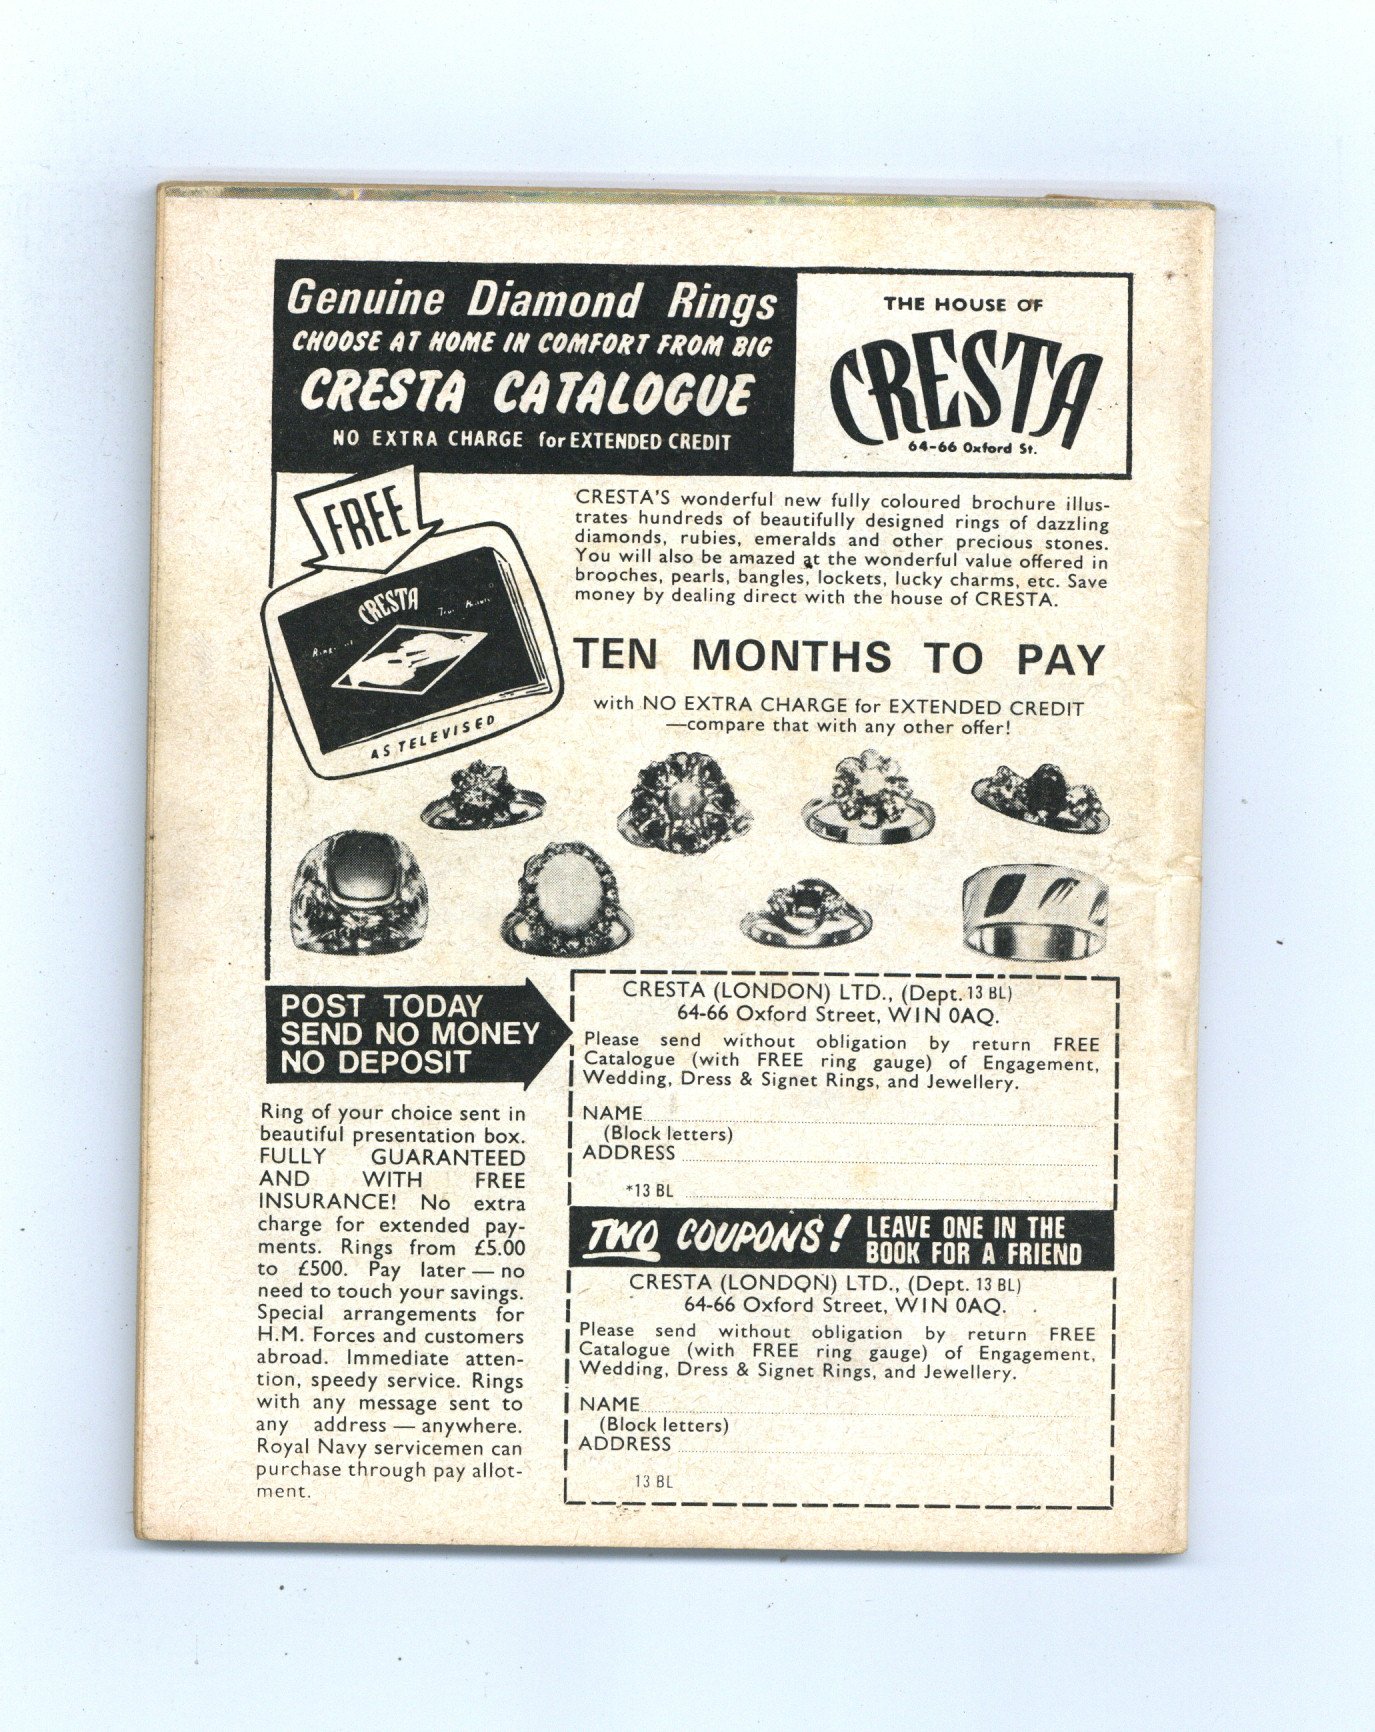 Genuine Diamond Rings
CHOOSE AT HOME IN COMFORT FROM BIG
CRESTA CATALOGUE
NO EXTRA CHARGE for EXTENDED CREDIT
THE HOUSE OF
CRESTA
64-66 Oxford St.
FREE
CRESTA
AS TELEVISED
CRESTA'S wonderful new fully coloured brochure illus-
trates hundreds of beautifully designed rings of dazzling
diamonds, rubies, emeralds and other precious stones.
You will also be amazed at the wonderful value offered in
brooches, pearls, bangles, lockets, lucky charms, etc. Save
money by dealing direct with the house of CRESTA.
TEN MONTHS TO PAY
with NO EXTRA CHARGE for EXTENDED CREDIT
—compare that with any other offer!
POST TODAY
SEND NO MONEY
NO DEPOSIT
Ring of your choice sent in
beautiful presentation box.
FULLY GUARANTEED
AND WITH FREE
INSURANCE! No extra
charge for extended pay-
ments. Rings from £5.00
to £500. Pay later — no
need to touch your savings.
Special arrangements for
H.M. Forces and customers
abroad. Immediate atten-
tion, speedy service. Rings
with any message sent to
any address — anywhere.
Royal Navy servicemen can
purchase through pay allot-
ment.
CRESTA (LONDON) LTD., (Dept. 13 BL)
64-66 Oxford Street, WIN 0AQ.
Please send without obligation by return FREE
Catalogue (with FREE ring gauge) of Engagement,
Wedding, Dress & Signet Rings, and Jewellery.
NAME
(Block letters)
ADDRESS
*13 BL
TWO COUPONS! LEAVE ONE IN THE
BOOK FOR A FRIEND
CRESTA (LONDON) LTD., (Dept. 13 BL)
64-66 Oxford Street, WIN 0AQ.
Please send without obligation by return FREE
Catalogue (with FREE ring gauge) of Engagement,
Wedding, Dress & Signet Rings, and Jewellery.
NAME
(Block letters)
ADDRESS
13 BL